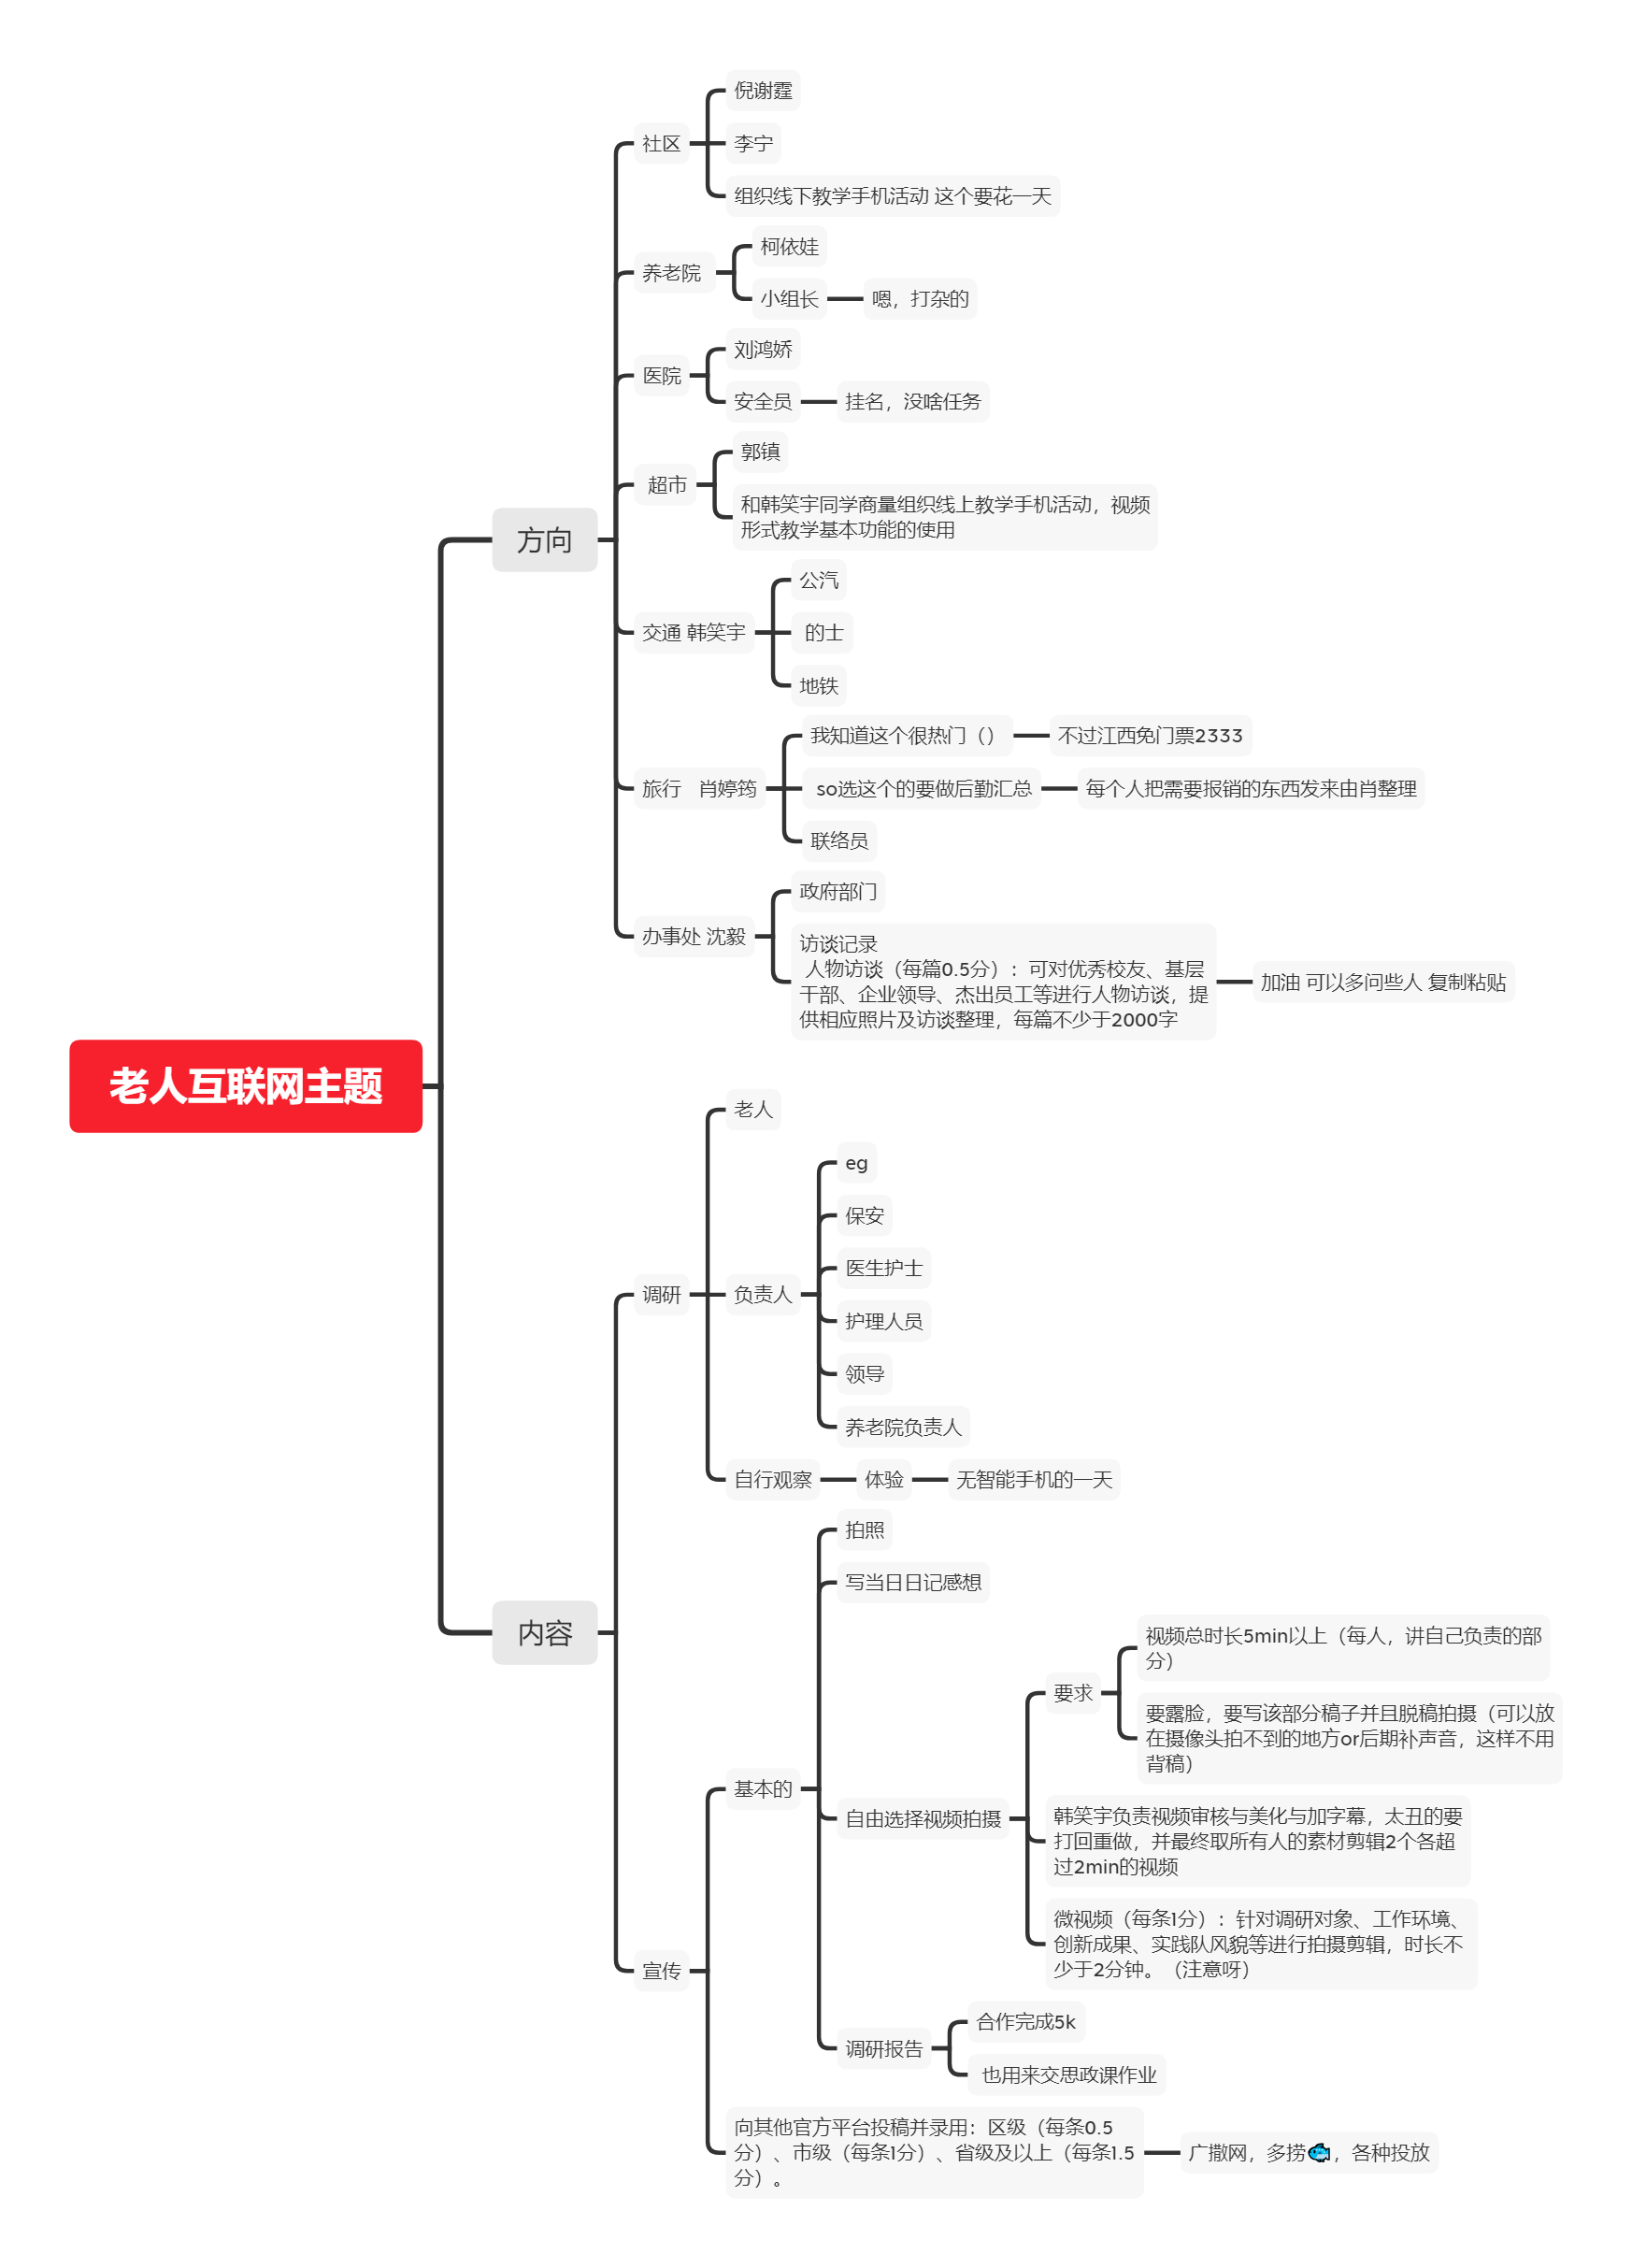 倪谢霆
社区
李宁
组织线下教学手机活动 这个要花一天
柯依娃
养老院
小组长
嗯，打杂的
刘鸿娇
医院
安全员
挂名，没啥任务
郭镇
超市
和韩笑宇同学商量组织线上教学手机活动，视频
形式教学基本功能的使用
方向
公汽
交通 韩笑宇
的士
地铁
我知道这个很热门（）
不过江西免门票2333
旅行 肖婷筠
so选这个的要做后勤汇总
每个人把需要报销的东西发来由肖整理
联络员
政府部门
办事处 沈毅
访谈记录
人物访谈（每篇0.5分）：可对优秀校友、基层
干部、企业领导、杰出员工等进行人物访谈，提
供相应照片及访谈整理，每篇不少于2000字
加油 可以多问些人 复制粘贴
老人互联网主题
老人
eg
保安
医生护士
调研
负责人
护理人员
领导
养老院负责人
自行观察
体验
无智能手机的一天
内容
拍照
写当日日记感想
视频总时长5min以上（每人，讲自己负责的部
分）
要求
要露脸，要写该部分稿子并且脱稿拍摄（可以放
在摄像头拍不到的地方or后期补声音，这样不用
背稿）
基本的
自由选择视频拍摄
韩笑宇负责视频审核与美化与加字幕，太丑的要
打回重做，并最终取所有人的素材剪辑2个各超
过2min的视频
微视频（每条1分）：针对调研对象、工作环境、
创新成果、实践队风貌等进行拍摄剪辑，时长不
少于2分钟。（注意呀）
宣传
合作完成5k
调研报告
也用来交思政课作业
向其他官方平台投稿并录用：区级（每条0.5
分）、市级（每条1分）、省级及以上（每条1.5
分）。
广撒网，多捞🐟，各种投放